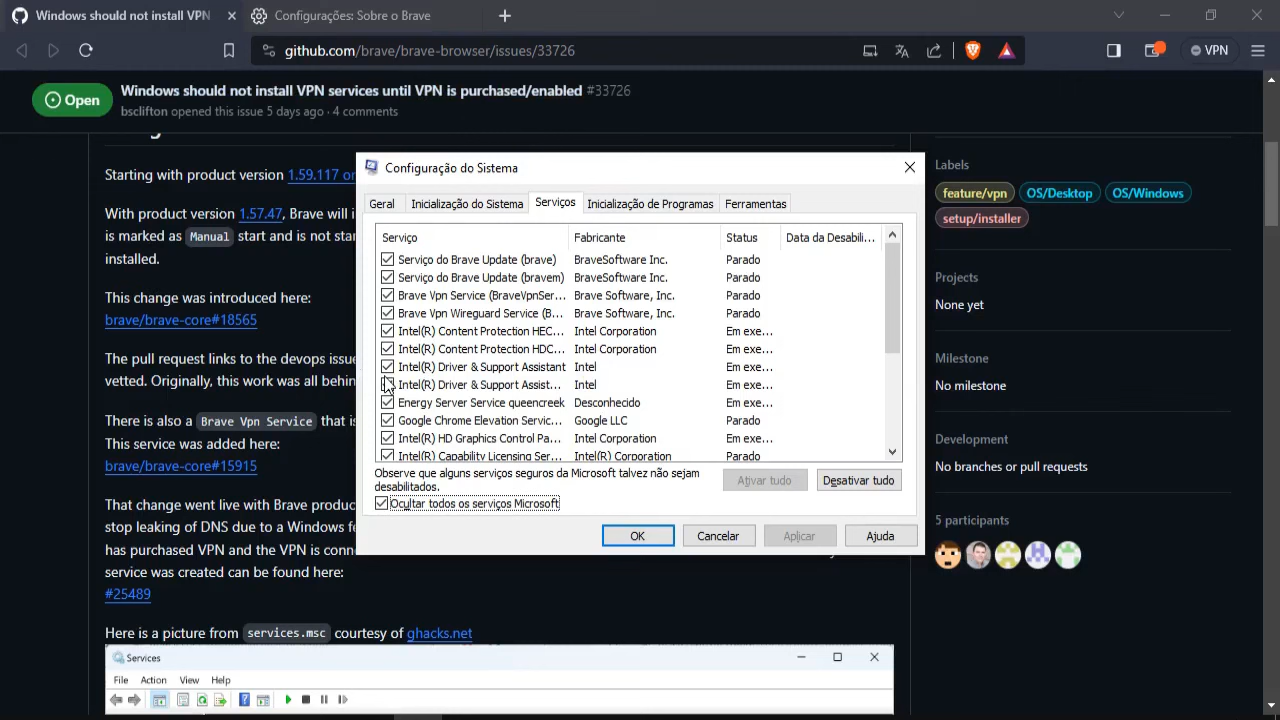 Windows should not install VPN
Configurações: Sobre o Brave
github.com/brave/brave-browser/issues/33726
VPN
Open
Windows should not install VPN services until VPN is purchased/enabled #33726
bsclifton opened this issue 5 days ago · 4 comments
Starting with product version 1.59.117 or
With product version 1.57.47, Brave will i
is marked as Manual start and is not star
installed.
This change was introduced here:
brave/brave-core#18565
The pull request links to the devops issue
vetted. Originally, this work was all behin
There is also a Brave Vpn Service that is
This service was added here:
brave/brave-core#15915
That change went live with Brave produc
stop leaking of DNS due to a Windows fe
has purchased VPN and the VPN is conn
service was created can be found here:
#25489
Here is a picture from services.msc courtesy of ghacks.net
Services
File Action View Help
Configuração do Sistema
Geral Inicialização do Sistema Serviços Inicialização de Programas Ferramentas
Serviço Fabricante Status Data da Desabili...
Serviço do Brave Update (brave) BraveSoftware Inc. Parado
Serviço do Brave Update (bravem) BraveSoftware Inc. Parado
Brave Vpn Service (BraveVpnSer... Brave Software, Inc. Parado
Brave Vpn Wireguard Service (B... Brave Software, Inc. Parado
Intel(R) Content Protection HEC... Intel Corporation Em exe...
Intel(R) Content Protection HDC... Intel Corporation Em exe...
Intel(R) Driver & Support Assistant Intel Em exe...
Intel(R) Driver & Support Assist... Intel Em exe...
Energy Server Service queencreek Desconhecido Em exe...
Google Chrome Elevation Servic... Google LLC Parado
Intel(R) HD Graphics Control Pa... Intel Corporation Em exe...
Intel(R) Capability Licensing Ser... Intel(R) Corporation Parado
Observe que alguns serviços seguros da Microsoft talvez não sejam
desabilitados.
Ativar tudo Desativar tudo
Ocultar todos os serviços Microsoft
OK Cancelar Aplicar Ajuda
Labels
feature/vpn OS/Desktop OS/Windows
setup/installer
Projects
None yet
Milestone
No milestone
Development
No branches or pull requests
5 participants